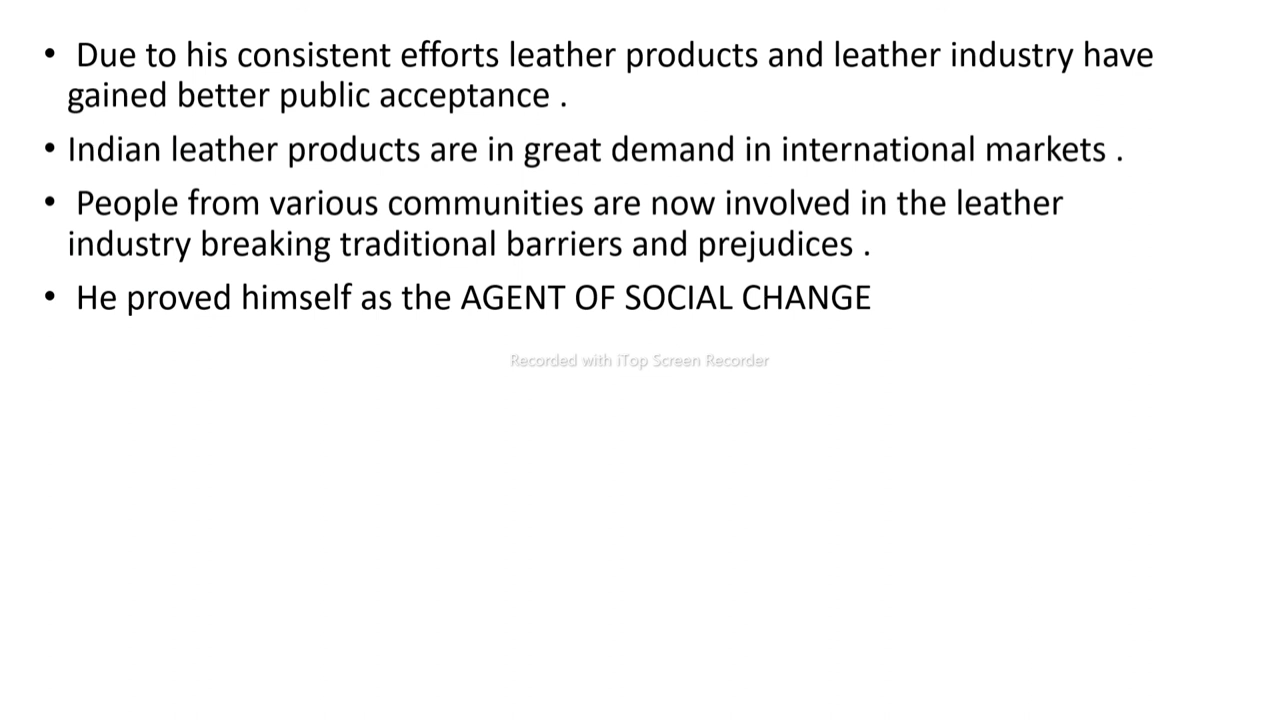 • Due to his consistent efforts leather products and leather industry have
gained better public acceptance .
• Indian leather products are in great demand in international markets .
• People from various communities are now involved in the leather
industry breaking traditional barriers and prejudices .
• He proved himself as the AGENT OF SOCIAL CHANGE
Recorded with iTop Screen Recorder